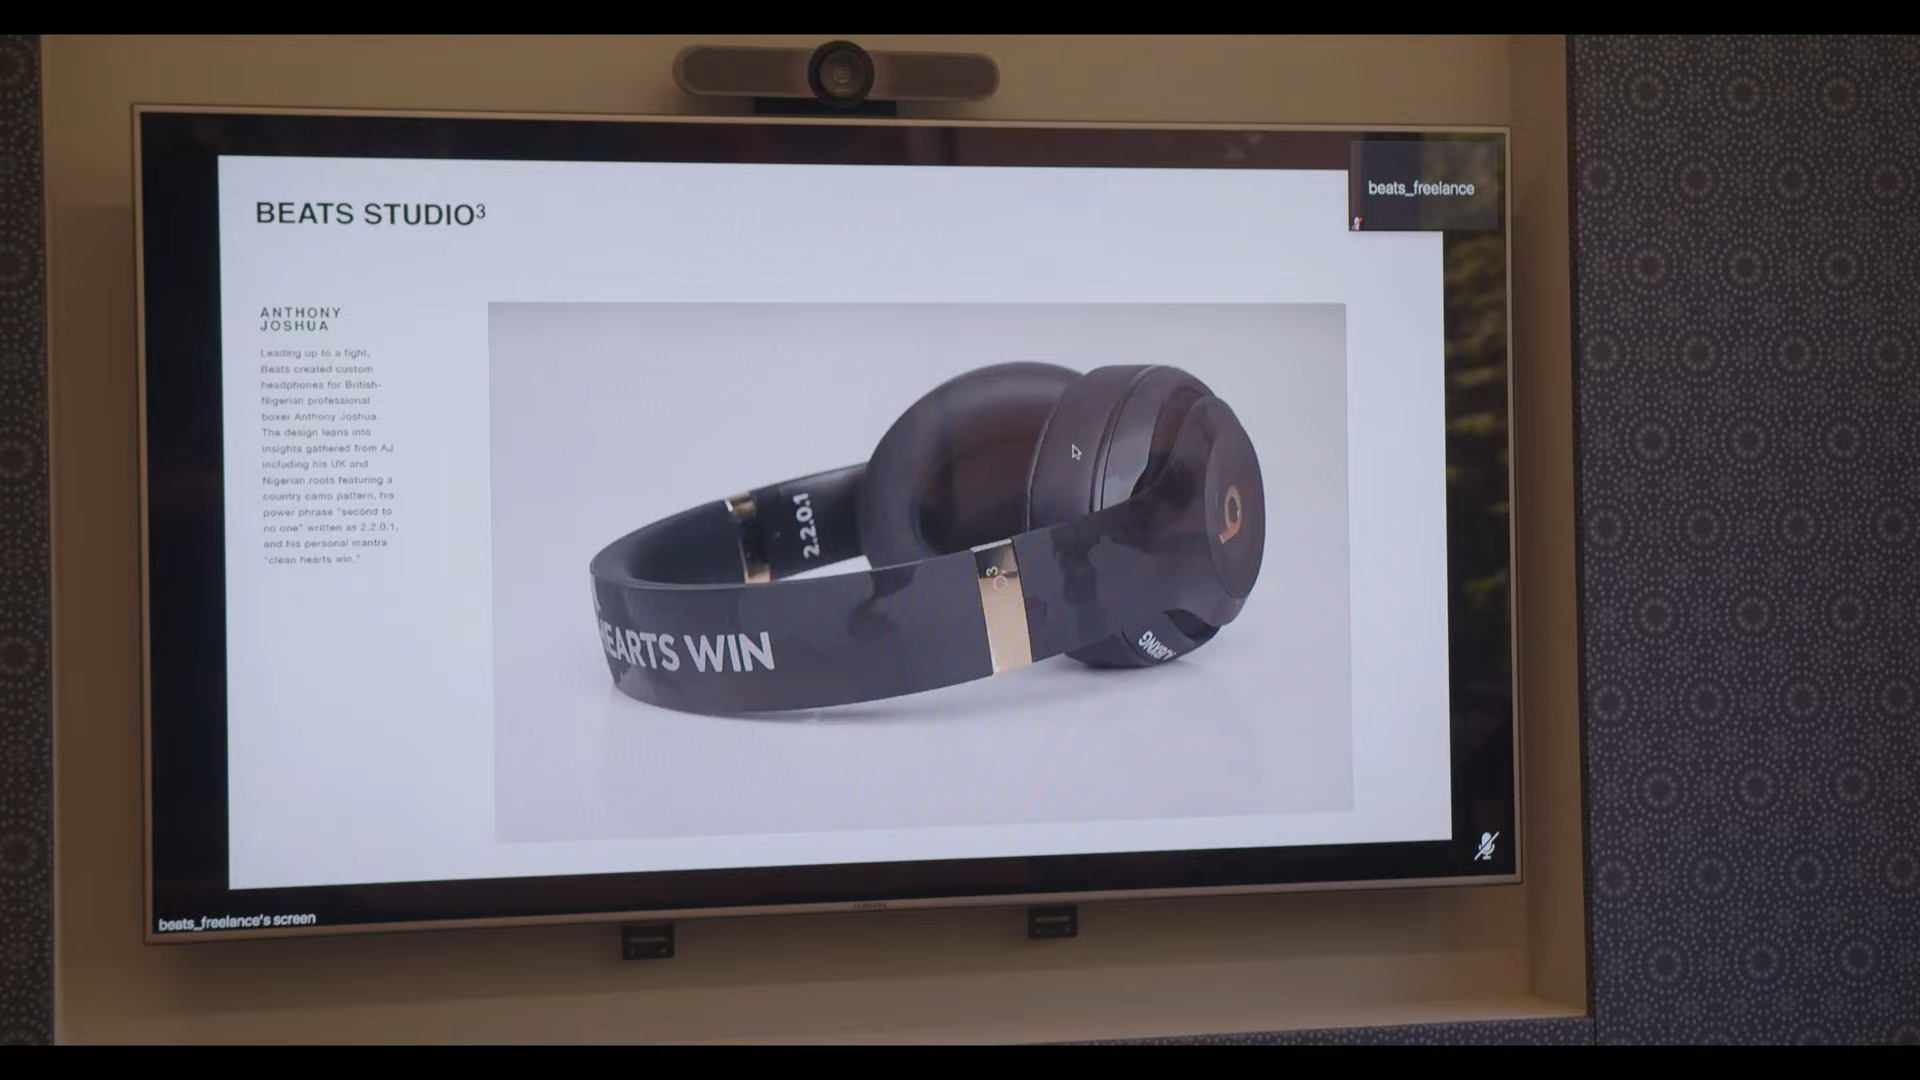 beats_freelance
BEATS STUDIO³
ANTHONY
JOSHUA
Leading up to a fight,
Beats created custom
headphones for British-
Nigerian professional
boxer Anthony Joshua.
The design leans into
insights gathered from AJ
including his UK and
Nigerian roots featuring a
country camo pattern, his
power phrase "second to
no one" written as 2.2.0.1,
and his personal mantra
"clean hearts win."
2.2.0.1
3
HEARTS WIN
AJBXNG
SAMSUNG
beats_freelance's screen